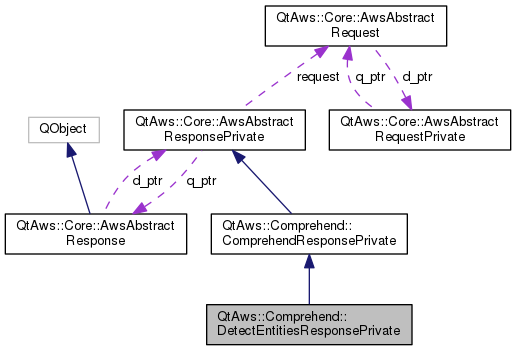 QtAws::Core::AwsAbstract
Request
request
q_ptr
d_ptr
QtAws::Core::AwsAbstract
ResponsePrivate
QtAws::Core::AwsAbstract
RequestPrivate
QObject
d_ptr
q_ptr
QtAws::Core::AwsAbstract
Response
QtAws::Comprehend::
ComprehendResponsePrivate
QtAws::Comprehend::
DetectEntitiesResponsePrivate